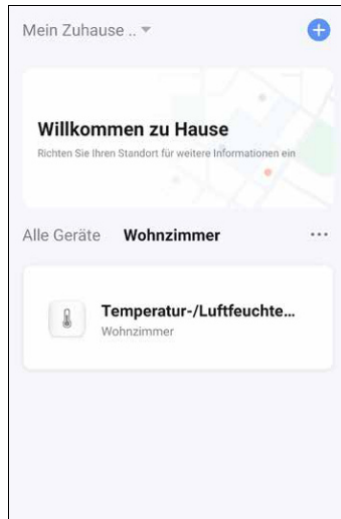 Mein Zuhause ..
Willkommen zu Hause
Richten Sie Ihren Standort für weitere Informationen ein
Alle Geräte Wohnzimmer ...
Temperatur-/Luftfeuchte...
Wohnzimmer